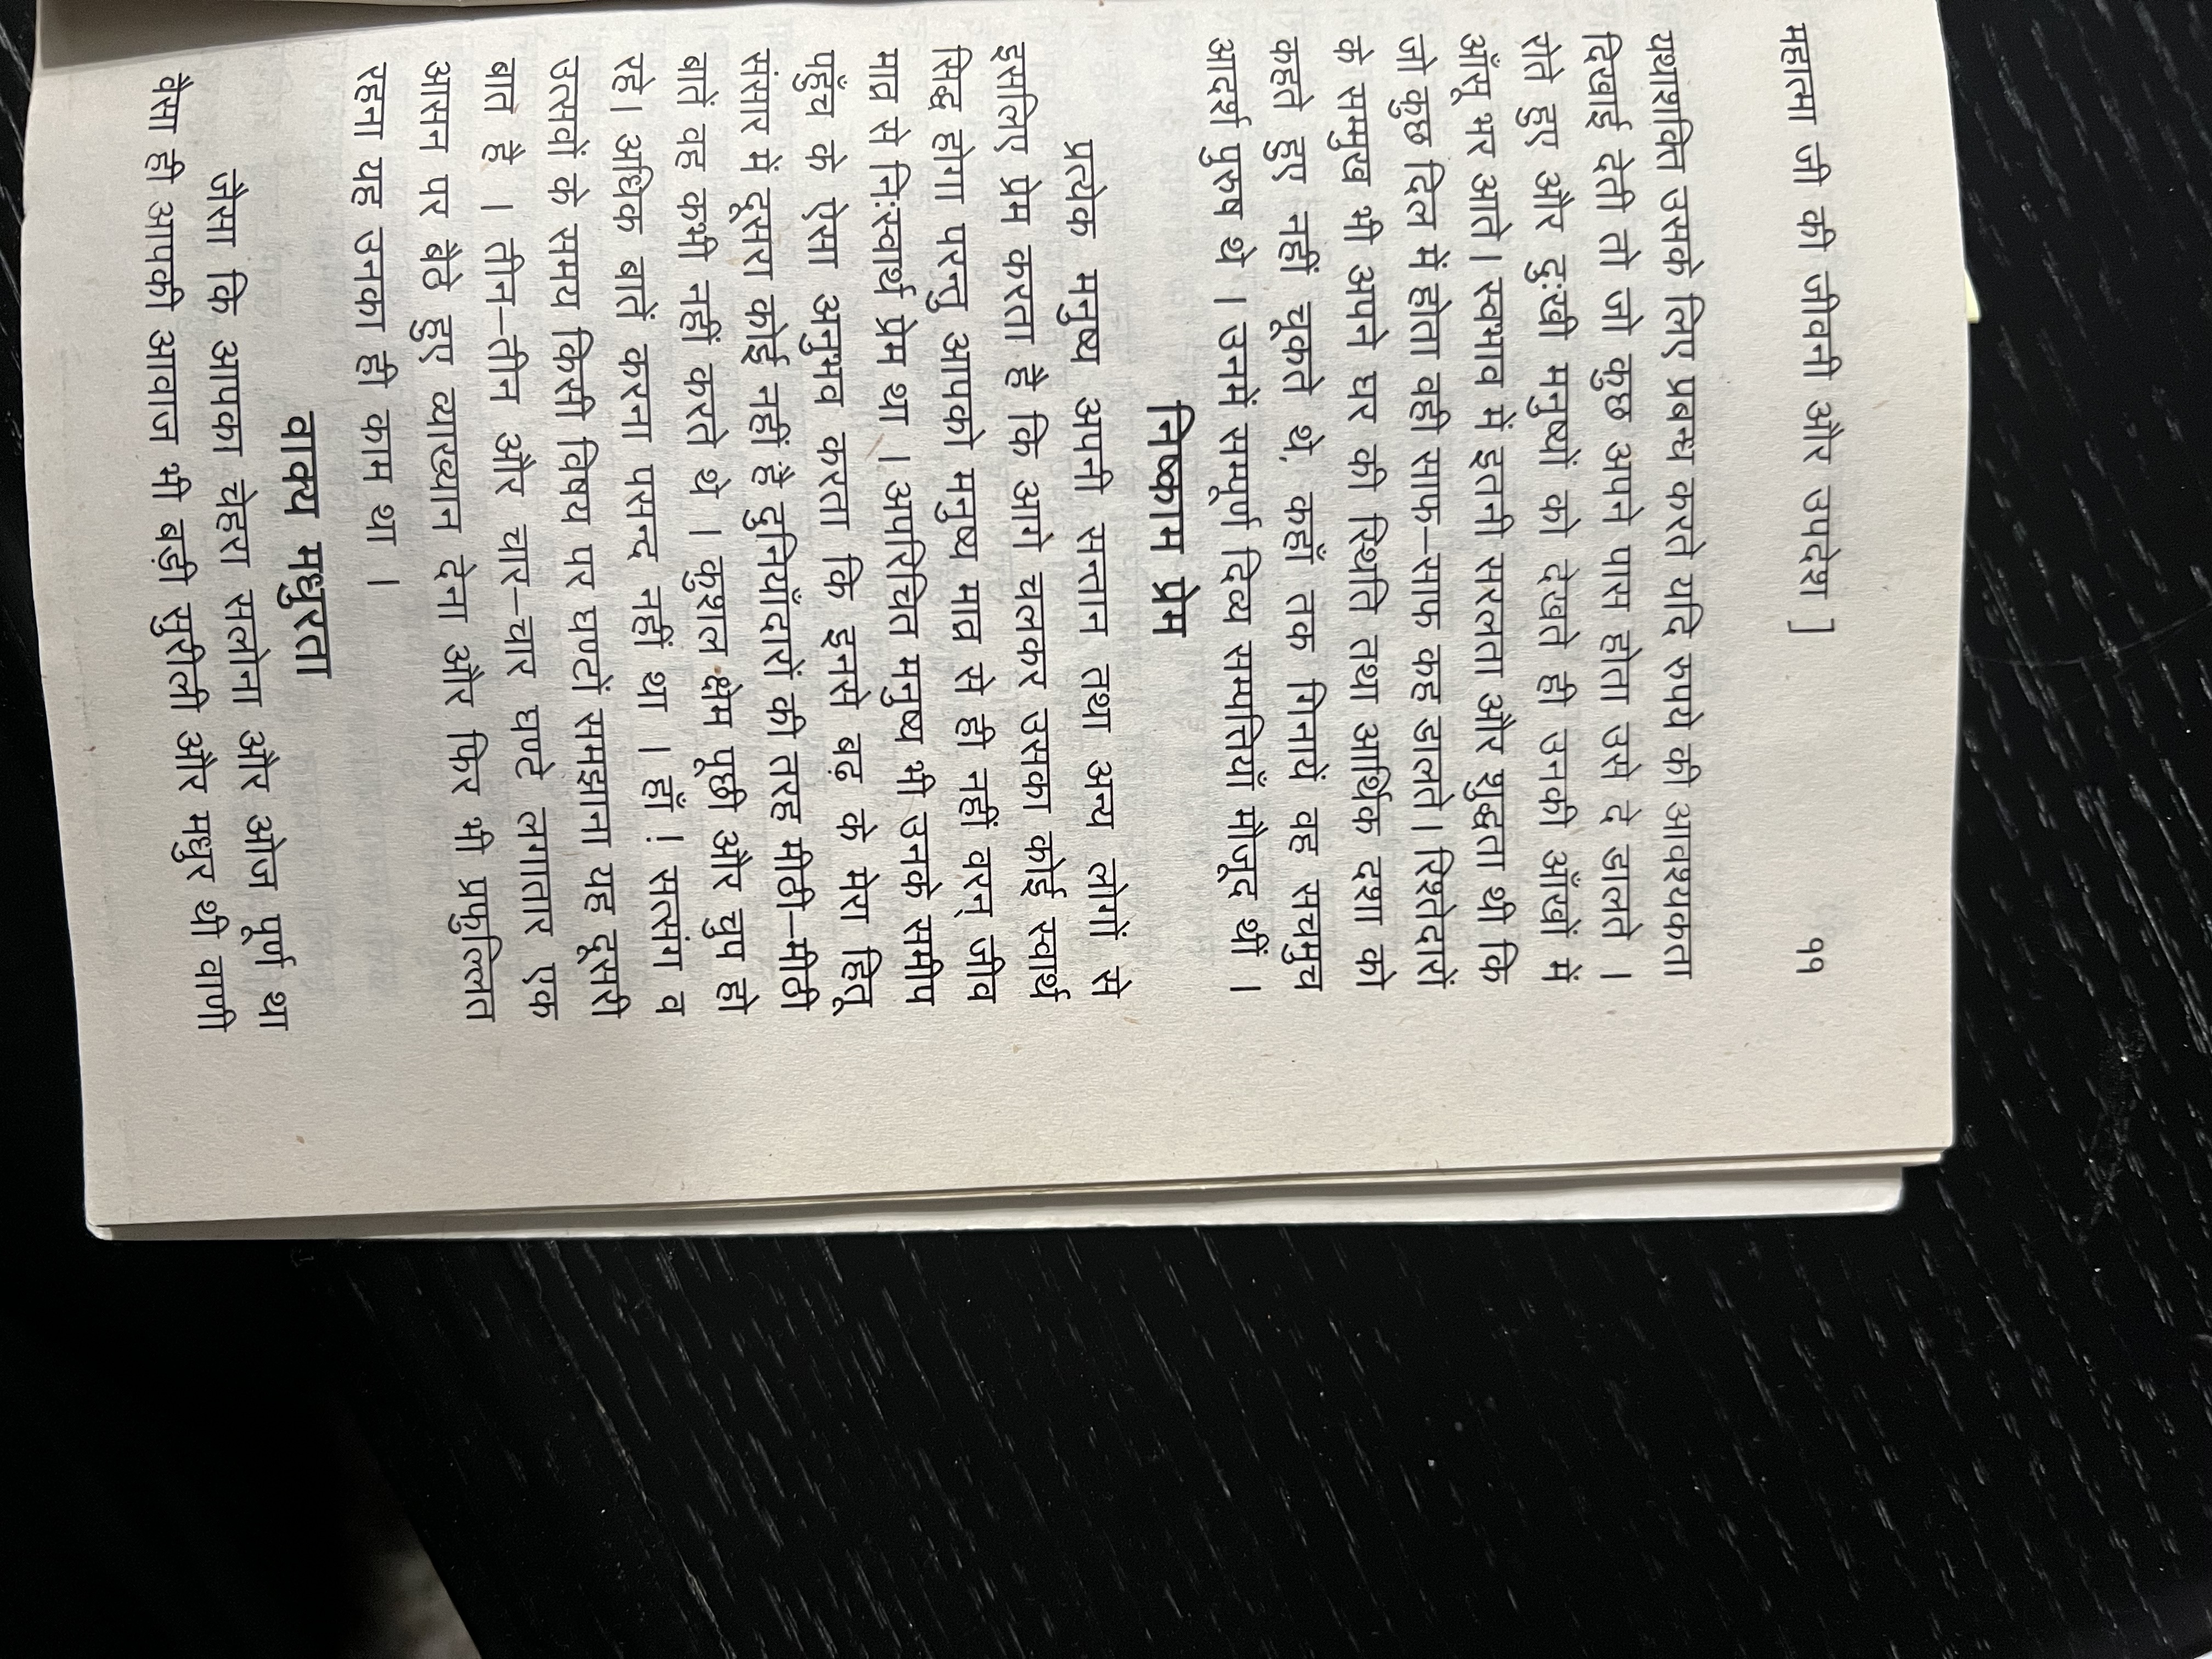 महात्मा जी की जीवनी और उपदेश ] ११
यथाशक्ति उसके लिए प्रबन्ध करते यदि रुपये की आवश्यकता
दिखाई देती तो जो कुछ अपने पास होता उसे दे डालते ।
रोते हुए और दुःखी मनुष्यों को देखते ही उनकी आँखों में
आँसू भर आते। स्वभाव में इतनी सरलता और शुद्धता थी कि
जो कुछ दिल में होता वही साफ–साफ कह डालते। रिश्तेदारों
के सम्मुख भी अपने घर की स्थिति तथा आर्थिक दशा को
कहते हुए नहीं चूकते थे, कहाँ तक गिनायें वह सचमुच
आदर्श पुरुष थे । उनमें सम्पूर्ण दिव्य सम्पत्तियाँ मौजूद थीं ।
निष्काम प्रेम
प्रत्येक मनुष्य अपनी सन्तान तथा अन्य लोगों से
इसलिए प्रेम करता है कि आगे चलकर उसका कोई स्वार्थ
सिद्ध होगा परन्तु आपको मनुष्य मात्र से ही नहीं वरन् जीव
मात्र से निःस्वार्थ प्रेम था । अपरिचित मनुष्य भी उनके समीप
पहुँच के ऐसा अनुभव करता कि इनसे बढ़ के मेरा हितू
संसार में दूसरा कोई नहीं है दुनियाँदारों की तरह मीठी–मीठी
बातें वह कभी नहीं करते थे । कुशल क्षेम पूछी और चुप हो
रहे। अधिक बातें करना पसन्द नहीं था । हाँ ! सत्संग व
उत्सवों के समय किसी विषय पर घण्टों समझाना यह दूसरी
बात है । तीन–तीन और चार–चार घण्टे लगातार एक
आसन पर बैठे हुए व्याख्यान देना और फिर भी प्रफुल्लित
रहना यह उनका ही काम था ।
वाक्य मधुरता
जैसा कि आपका चेहरा सलोना और ओज पूर्ण था
वैसा ही आपकी आवाज भी बड़ी सुरीली और मधुर थी वाणी